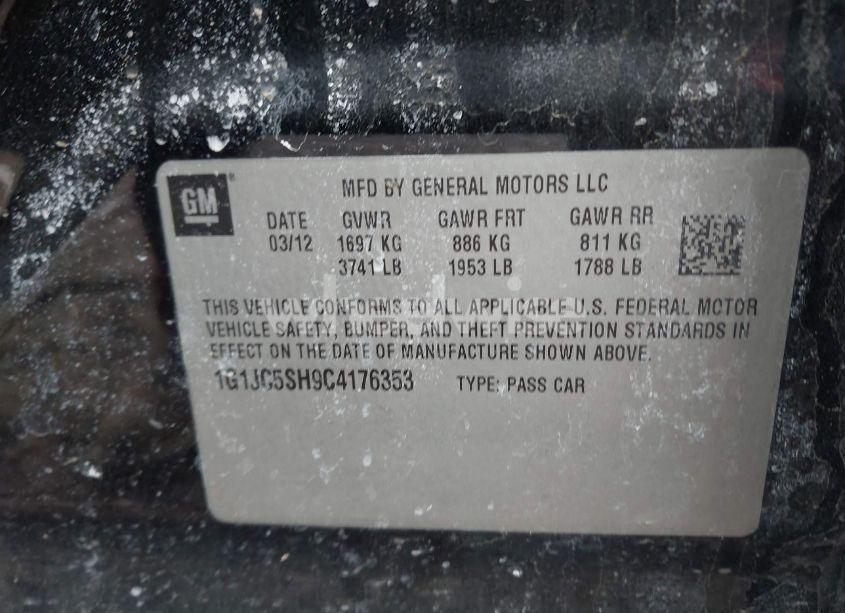 GM®
MFD BY GENERAL MOTORS LLC
DATE GVWR GAWR FRT GAWR RR
03/12 1697 KG 886 KG 811 KG
3741 LB 1953 LB 1788 LB
THIS VEHICLE CONFORMS TO ALL APPLICABLE U.S. FEDERAL MOTOR
VEHICLE SAFETY, BUMPER, AND THEFT PREVENTION STANDARDS IN
EFFECT ON THE DATE OF MANUFACTURE SHOWN ABOVE.
1G1JC5SH9C4176353 TYPE: PASS CAR